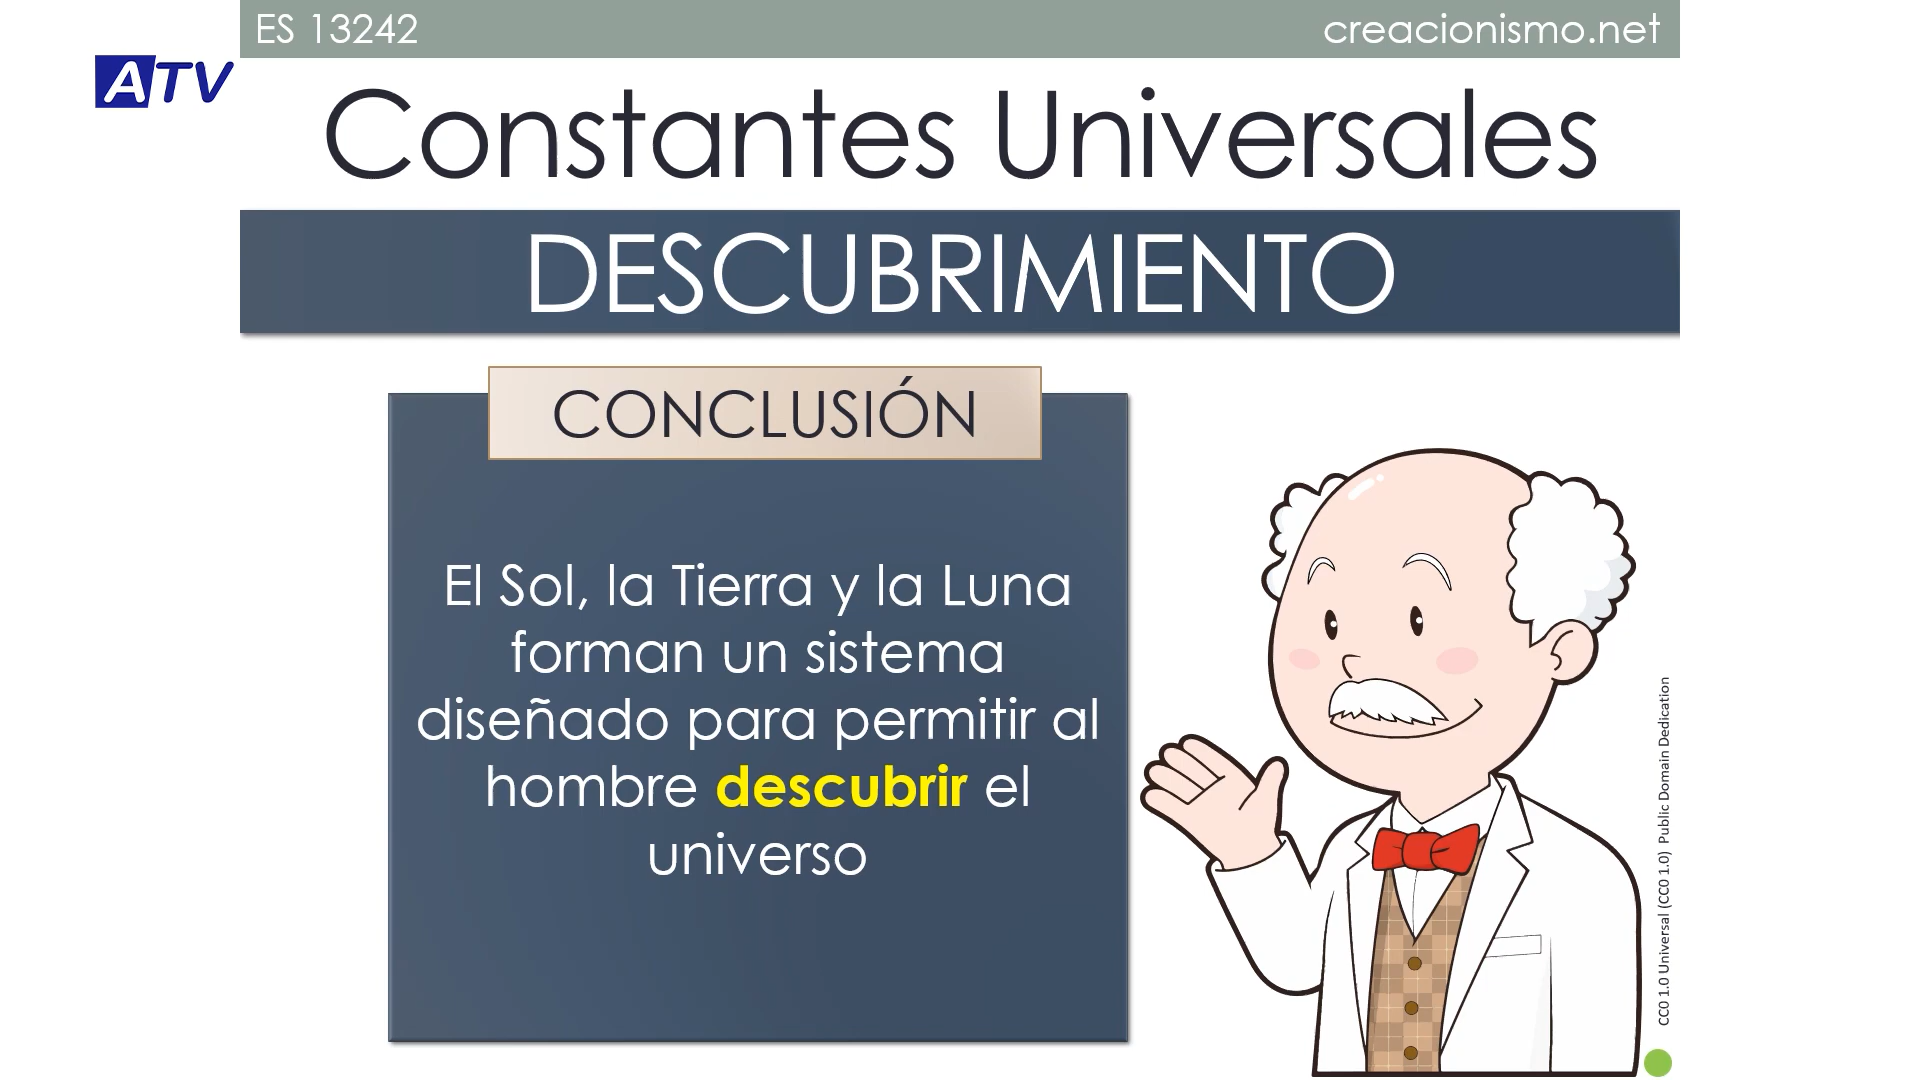 ES 13242
creacionismo.net
ATV
Constantes Universales
DESCUBRIMIENTO
CONCLUSIÓN
El Sol, la Tierra y la Luna
forman un sistema
diseñado para permitir al
hombre descubrir el
universo
CC0 1.0 Universal (CC0 1.0) Public Domain Dedication